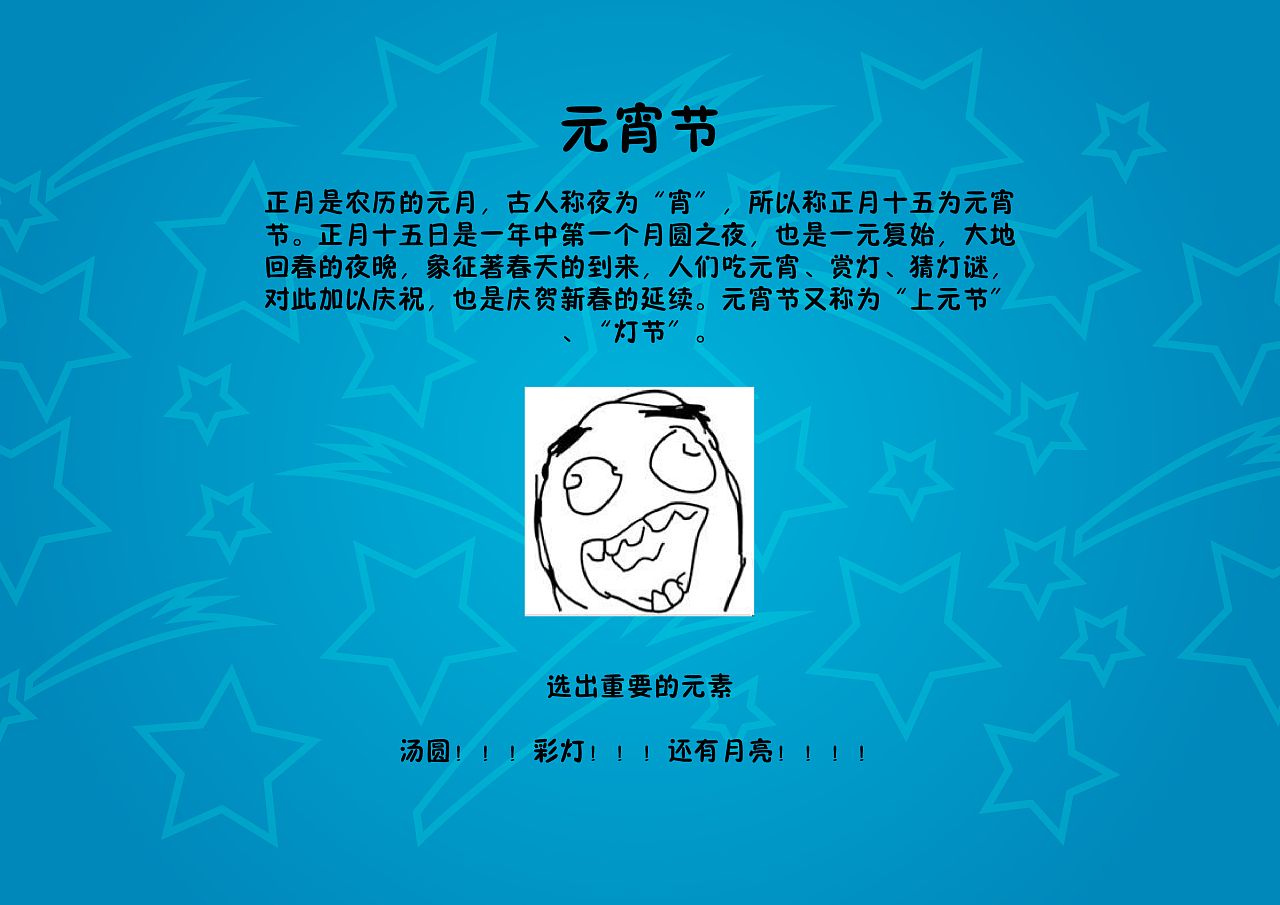 元宵节
正月是农历的元月，古人称夜为“宵”，所以称正月十五为元宵
节。正月十五日是一年中第一个月圆之夜，也是一元复始，大地
回春的夜晚，象征著春天的到来，人们吃元宵、赏灯、猜灯谜，
对此加以庆祝，也是庆贺新春的延续。元宵节又称为“上元节”
、“灯节”。
选出重要的元素
汤圆！！！彩灯！！！还有月亮！！！！